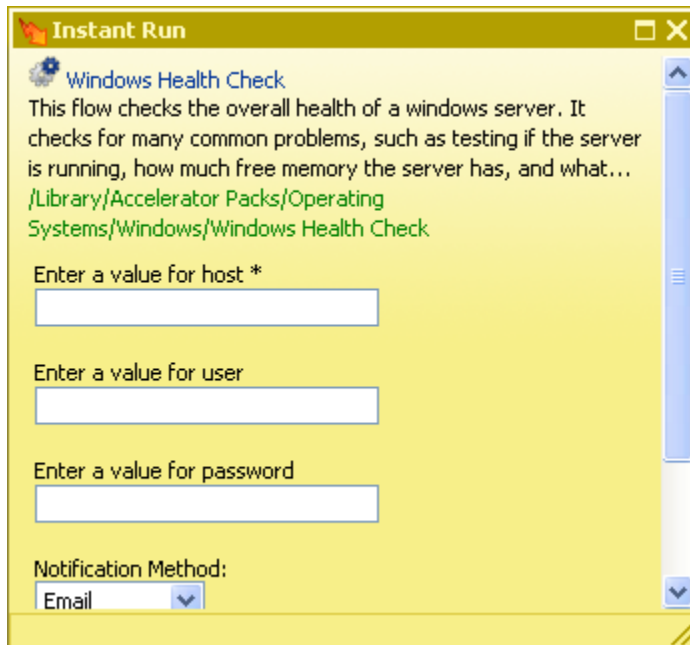 Instant Run
Windows Health Check
This flow checks the overall health of a windows server. It
checks for many common problems, such as testing if the server
is running, how much free memory the server has, and what...
/Library/Accelerator Packs/Operating
Systems/Windows/Windows Health Check
Enter a value for host *
Enter a value for user
Enter a value for password
Notification Method:
Email